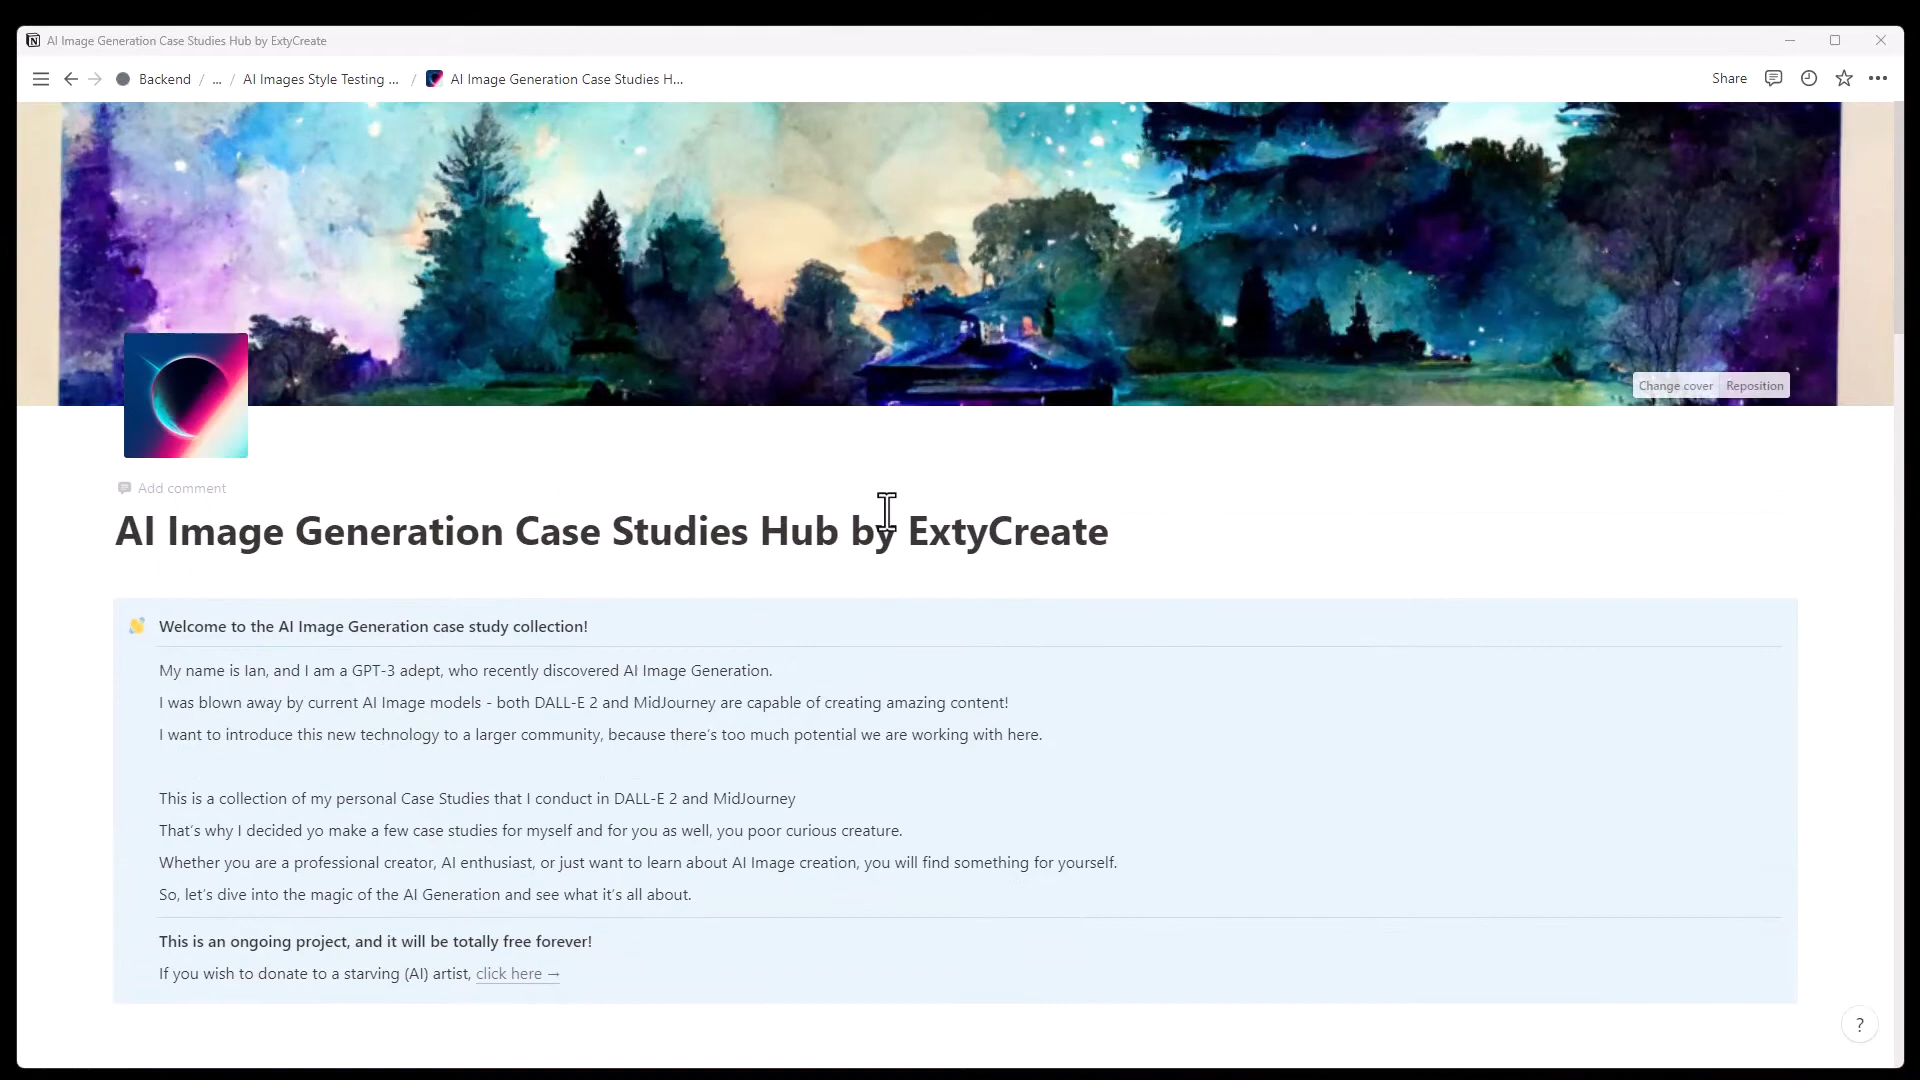 AI Image Generation Case Studies Hub by ExtyCreate
Backend / ... / AI Images Style Testing ... / AI Image Generation Case Studies H...
Share
Change cover Reposition
Add comment
AI Image Generation Case Studies Hub by ExtyCreate
Welcome to the AI Image Generation case study collection!
My name is Ian, and I am a GPT-3 adept, who recently discovered AI Image Generation.
I was blown away by current AI Image models - both DALL-E 2 and MidJourney are capable of creating amazing content!
I want to introduce this new technology to a larger community, because there's too much potential we are working with here.
This is a collection of my personal Case Studies that I conduct in DALL-E 2 and MidJourney
That's why I decided yo make a few case studies for myself and for you as well, you poor curious creature.
Whether you are a professional creator, AI enthusiast, or just want to learn about AI Image creation, you will find something for yourself.
So, let's dive into the magic of the AI Generation and see what it's all about.
This is an ongoing project, and it will be totally free forever!
If you wish to donate to a starving (AI) artist, click here →
?